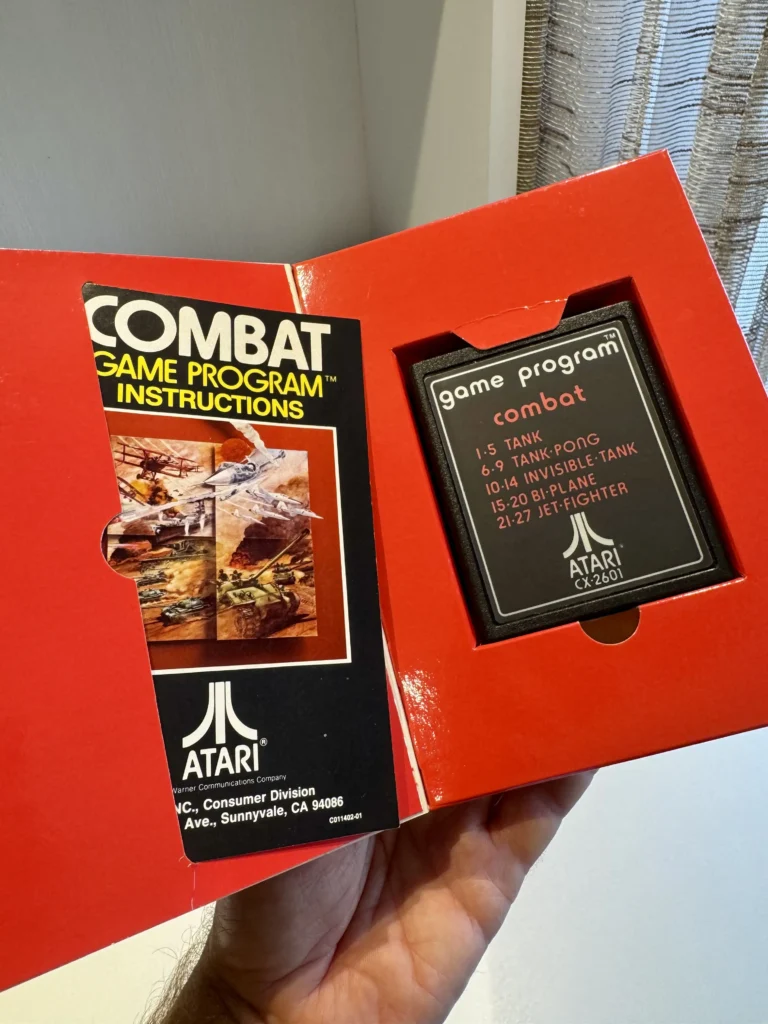 COMBAT
GAME PROGRAM™
INSTRUCTIONS
ATARI®
Warner Communications Company
NC., Consumer Division
Ave., Sunnyvale, CA 94086
C011402-01
game program™
combat
1·5 TANK
6·9 TANK·PONG
10·14 INVISIBLE·TANK
15·20 BI·PLANE
21·27 JET·FIGHTER
ATARI®
CX·2601